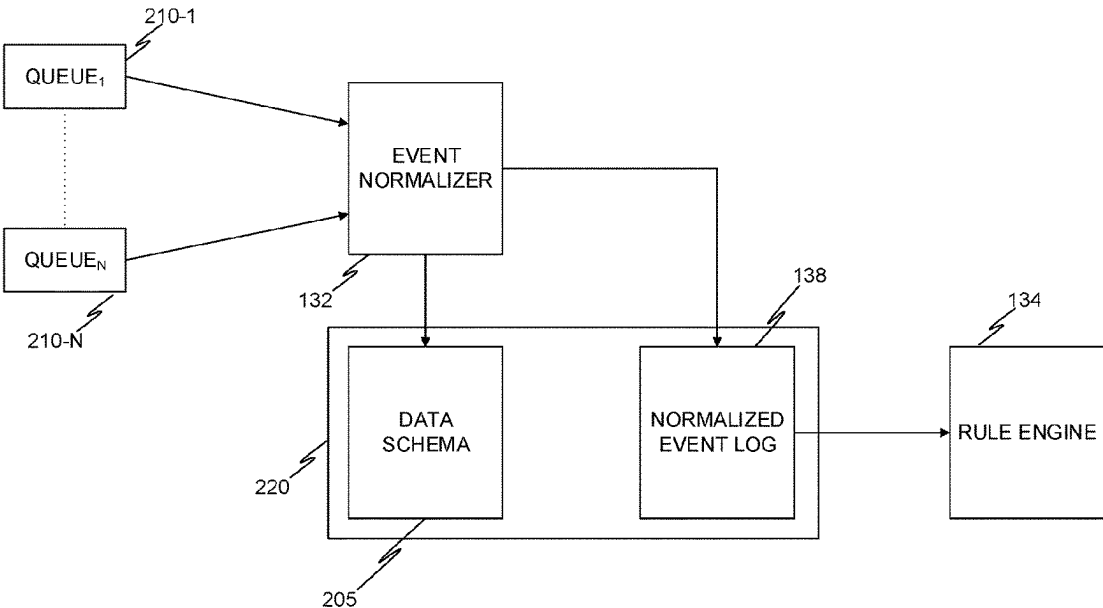 210-1
QUEUE₁
EVENT
NORMALIZER
QUEUEN
132
138
134
210-N
DATA
SCHEMA
NORMALIZED
EVENT LOG
RULE ENGINE
220
205